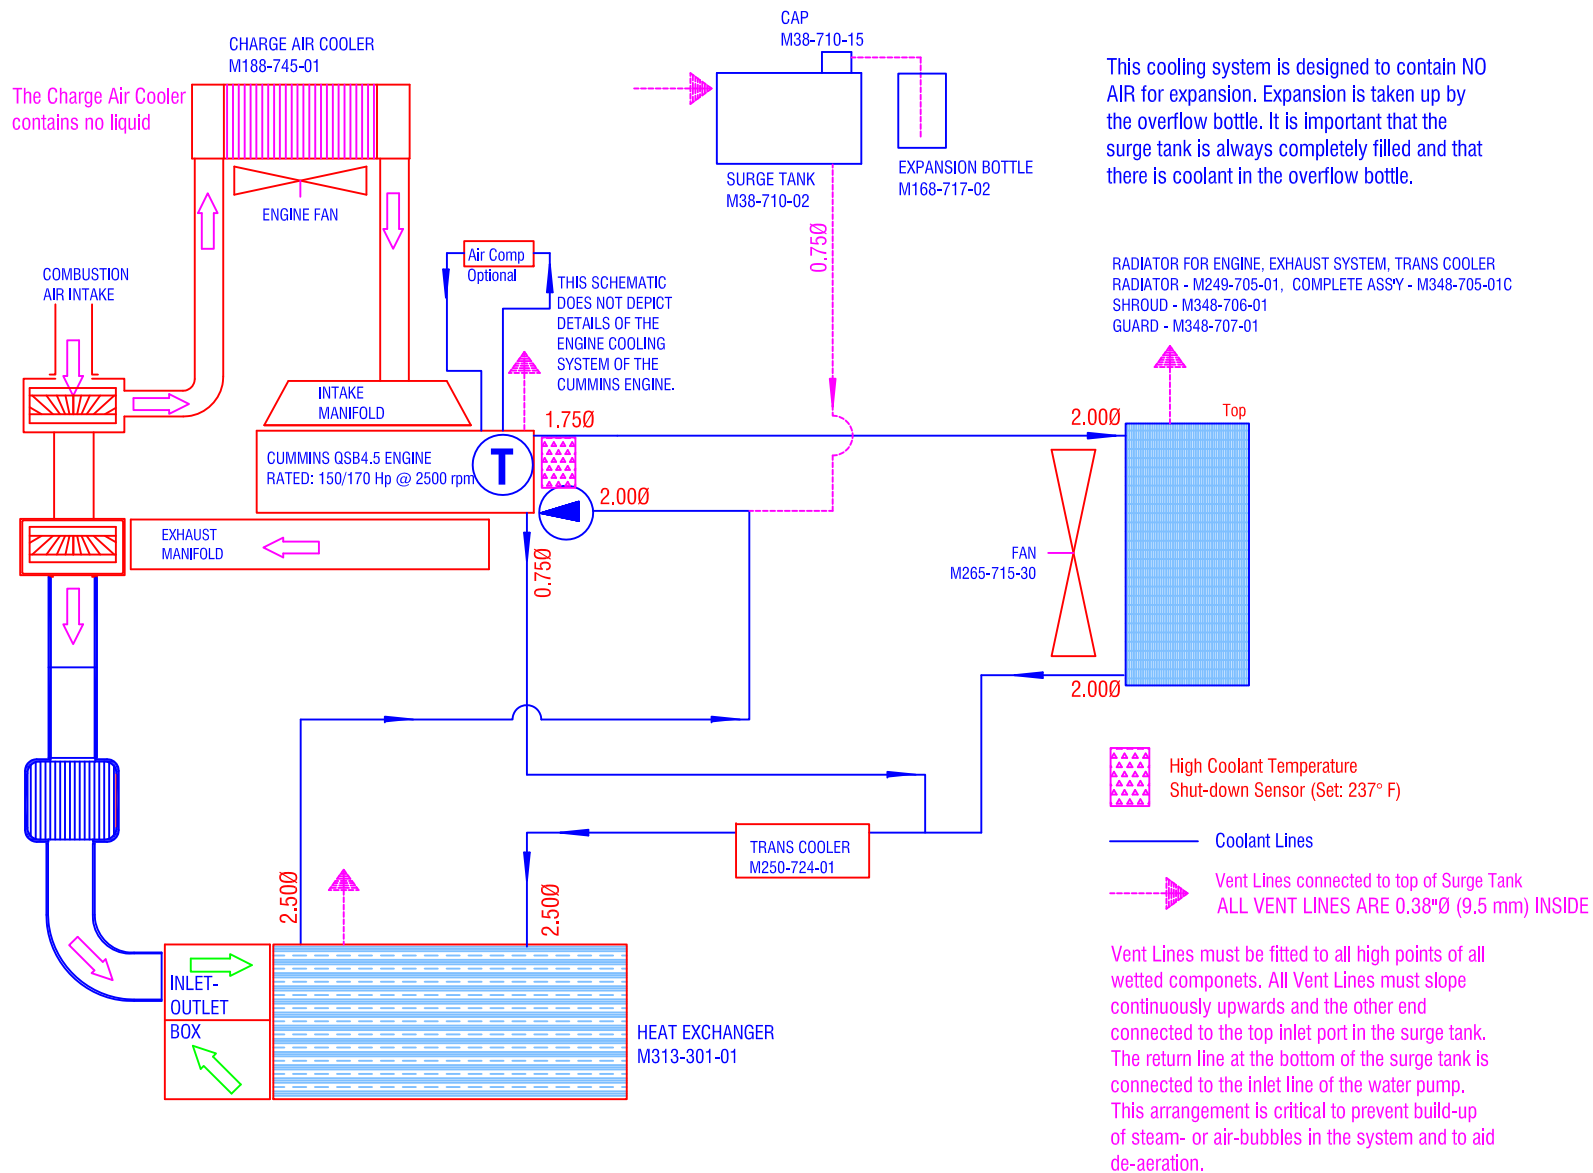 CAP
M38-710-15
CHARGE AIR COOLER
M188-745-01
The Charge Air Cooler
contains no liquid
This cooling system is designed to contain NO
AIR for expansion. Expansion is taken up by
the overflow bottle. It is important that the
surge tank is always completely filled and that
there is coolant in the overflow bottle.
SURGE TANK
M38-710-02
EXPANSION BOTTLE
M168-717-02
ENGINE FAN
0.75Ø
COMBUSTION
AIR INTAKE
Air Comp
Optional
THIS SCHEMATIC
DOES NOT DEPICT
DETAILS OF THE
ENGINE COOLING
SYSTEM OF THE
CUMMINS ENGINE.
RADIATOR FOR ENGINE, EXHAUST SYSTEM, TRANS COOLER
RADIATOR - M249-705-01, COMPLETE ASS'Y - M348-705-01C
SHROUD - M348-706-01
GUARD - M348-707-01
INTAKE
MANIFOLD
1.75Ø
2.00Ø
Top
CUMMINS QSB4.5 ENGINE
RATED: 150/170 Hp @ 2500 rpm
T
2.00Ø
EXHAUST
MANIFOLD
0.75Ø
FAN
M265-715-30
2.00Ø
High Coolant Temperature
Shut-down Sensor (Set: 237° F)
Coolant Lines
TRANS COOLER
M250-724-01
2.50Ø
2.50Ø
Vent Lines connected to top of Surge Tank
ALL VENT LINES ARE 0.38"Ø (9.5 mm) INSIDE
INLET-
OUTLET
BOX
HEAT EXCHANGER
M313-301-01
Vent Lines must be fitted to all high points of all
wetted componets. All Vent Lines must slope
continuously upwards and the other end
connected to the top inlet port in the surge tank.
The return line at the bottom of the surge tank is
connected to the inlet line of the water pump.
This arrangement is critical to prevent build-up
of steam- or air-bubbles in the system and to aid
de-aeration.